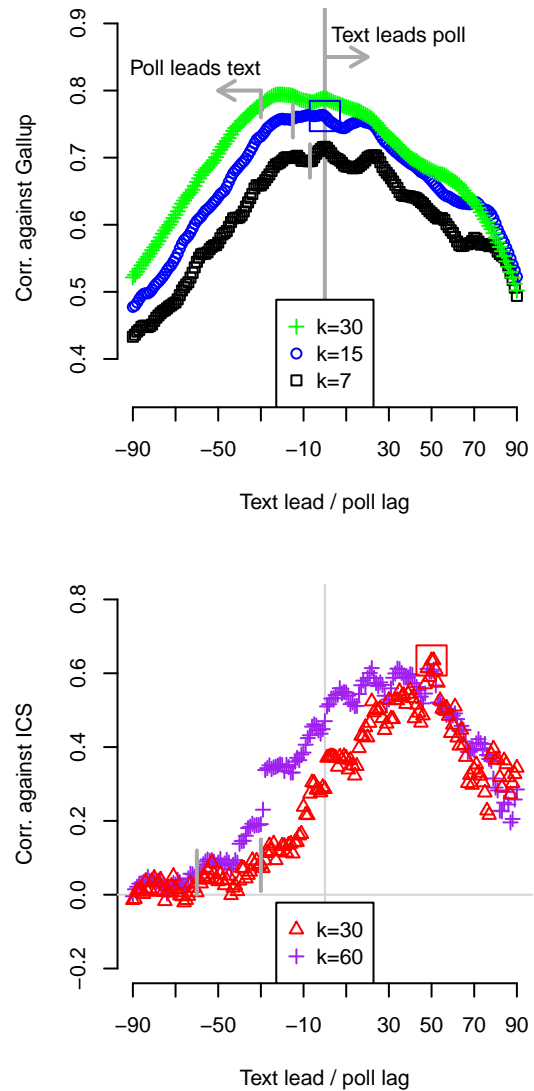 0.9
Text leads poll
Poll leads text
0.8
0.7
0.6
0.5
0.4
Corr. against Gallup
k=30
k=15
k=7
−90 −50 −10 30 50 70 90
Text lead / poll lag
0.8
0.6
0.4
0.2
0.0
−0.2
Corr. against ICS
k=30
k=60
−90 −50 −10 30 50 70 90
Text lead / poll lag